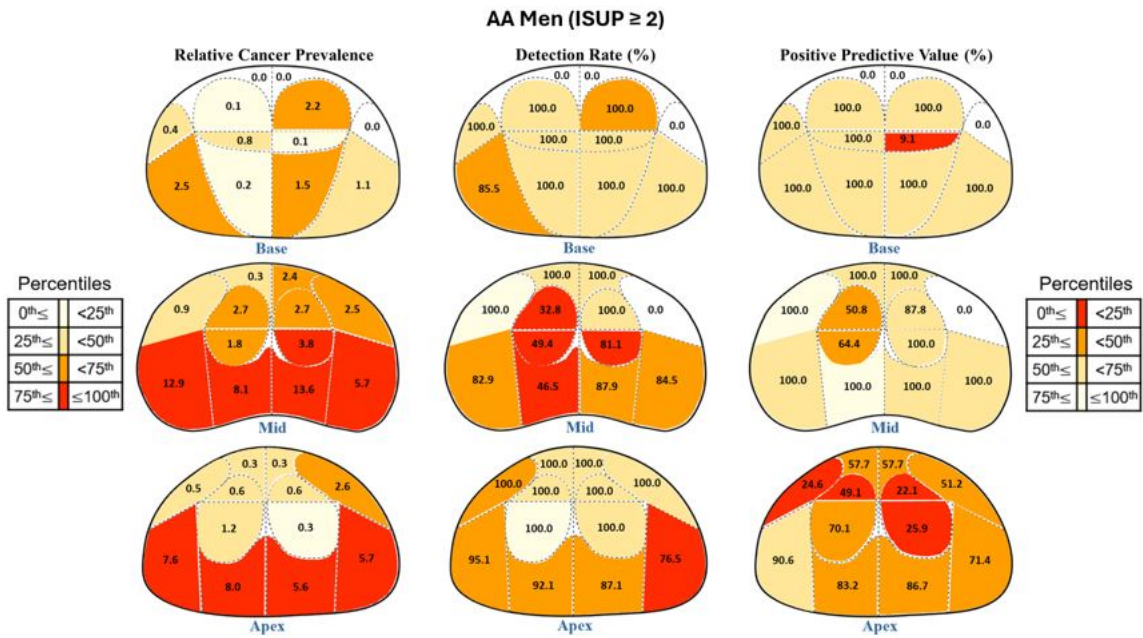 AA Men (ISUP ≥ 2)
Relative Cancer Prevalence
Detection Rate (%)
Positive Predictive Value (%)
0.0 0.0
0.1 2.2
0.4 0.0
0.8 0.1
2.5 0.2 1.5 1.1
Base
0.0 0.0
100.0 100.0
100.0 0.0
100.0 100.0
85.5 100.0 100.0 100.0
Base
0.0 0.0
100.0 100.0
100.0 0.0
100.0 9.1
100.0 100.0 100.0 100.0
Base
Percentiles
0th≤ <25th
25th≤ <50th
50th≤ <75th
75th≤ ≤100th
0.3 2.4
0.9 2.7 2.7 2.5
1.8 3.8
12.9 8.1 13.6 5.7
Mid
100.0 100.0
100.0 32.8 100.0 0.0
49.4 81.1
82.9 46.5 87.9 84.5
Mid
100.0 100.0
100.0 50.8 87.8 0.0
64.4 100.0
100.0 100.0 100.0 100.0
Mid
Percentiles
0th≤ <25th
25th≤ <50th
50th≤ <75th
75th≤ ≤100th
0.3 0.3
0.5 0.6 0.6 2.6
1.2 0.3
7.6 8.0 5.6 5.7
Apex
100.0 100.0
100.0 100.0 100.0 100.0
100.0 100.0
95.1 92.1 87.1 76.5
Apex
57.7 57.7
24.6 49.1 22.1 51.2
70.1 25.9
90.6 83.2 86.7 71.4
Apex